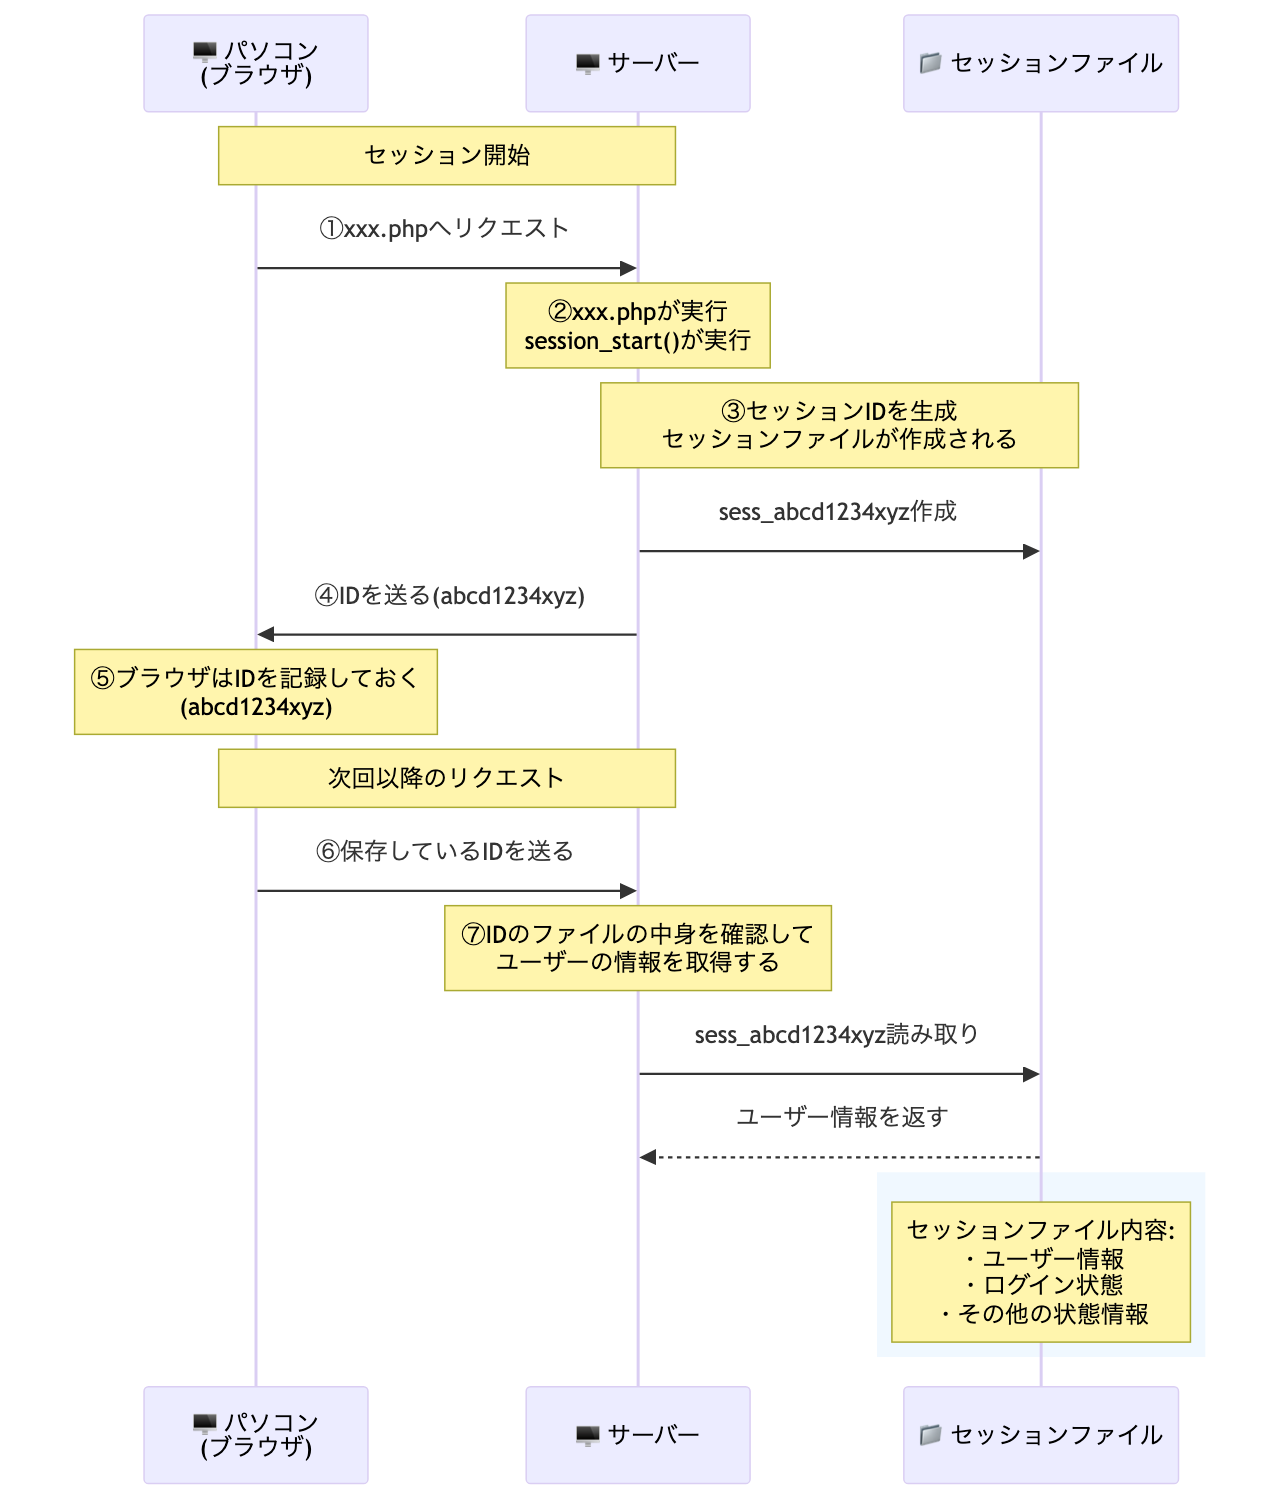 パソコン
(ブラウザ)
サーバー
セッションファイル
セッション開始
①xxx.phpへリクエスト
②xxx.phpが実行
session_start()が実行
③セッションIDを生成
セッションファイルが作成される
sess_abcd1234xyz作成
④IDを送る(abcd1234xyz)
⑤ブラウザはIDを記録しておく
(abcd1234xyz)
次回以降のリクエスト
⑥保存しているIDを送る
⑦IDのファイルの中身を確認して
ユーザーの情報を取得する
sess_abcd1234xyz読み取り
ユーザー情報を返す
セッションファイル内容:
・ユーザー情報
・ログイン状態
・その他の状態情報
パソコン
(ブラウザ)
サーバー
セッションファイル